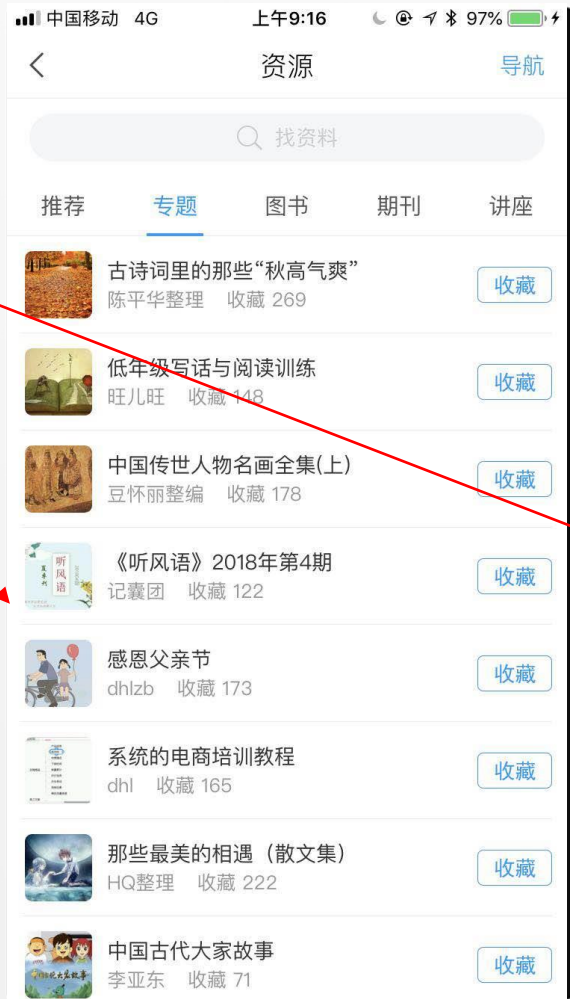 中国移动 4G 上午9:16 97%
资源 导航
找资料
推荐 专题 图书 期刊 讲座
古诗词里的那些“秋高气爽”
陈平华整理 收藏 269
收藏
低年级写话与阅读训练
旺儿旺 收藏 148
收藏
中国传世人物名画全集(上)
豆怀丽整编 收藏 178
收藏
听风语
《听风语》2018年第4期
记囊团 收藏 122
收藏
感恩父亲节
dhlzb 收藏 173
收藏
系统的电商培训教程
dhl 收藏 165
收藏
那些最美的相遇（散文集）
HQ整理 收藏 222
收藏
中国古代大家故事
李亚东 收藏 71
收藏